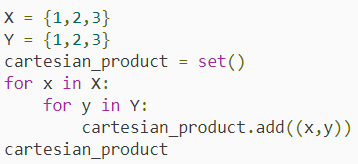 X = {1,2,3}
Y = {1,2,3}
cartesian_product = set()
for x in X:
    for y in Y:
        cartesian_product.add((x,y))
cartesian_product